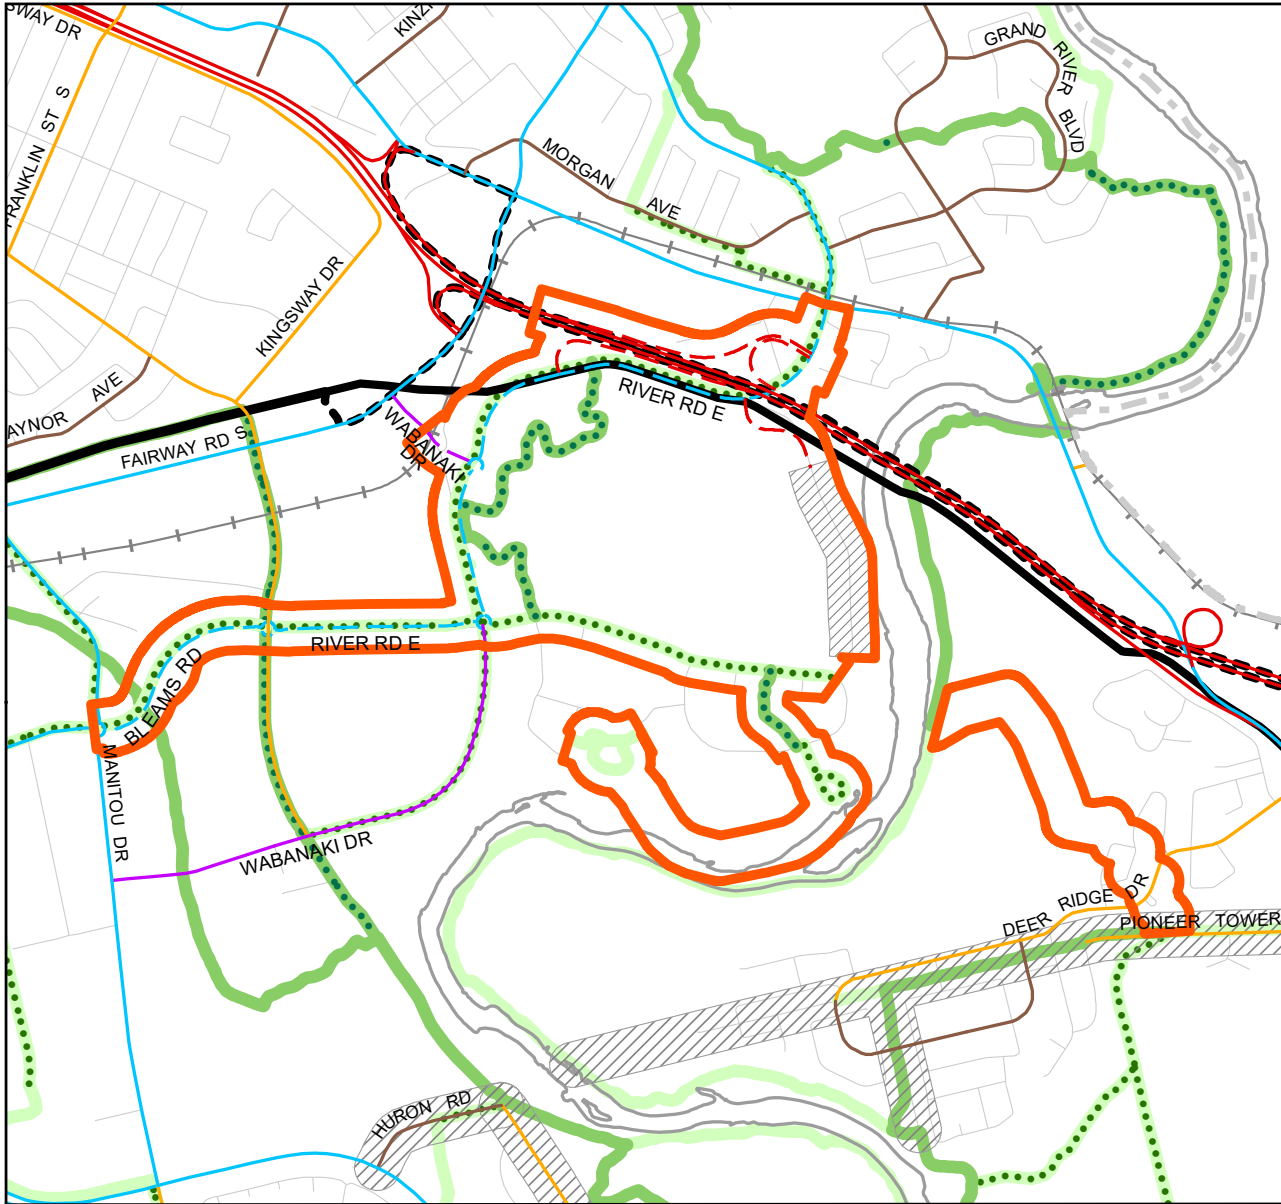 SWAY DR
KINZ
GRAND
RIVER
BLVD
FRANKLIN ST S
MORGAN
AVE
KINGSWAY DR
AYNOR AVE
FAIRWAY RD S
RIVER RD E
WABANAKI
DR
RIVER RD E
BLEAMS RD
MANITOU DR
WABANAKI DR
DEER RIDGE DR
PIONEER TOWER
HURON RD